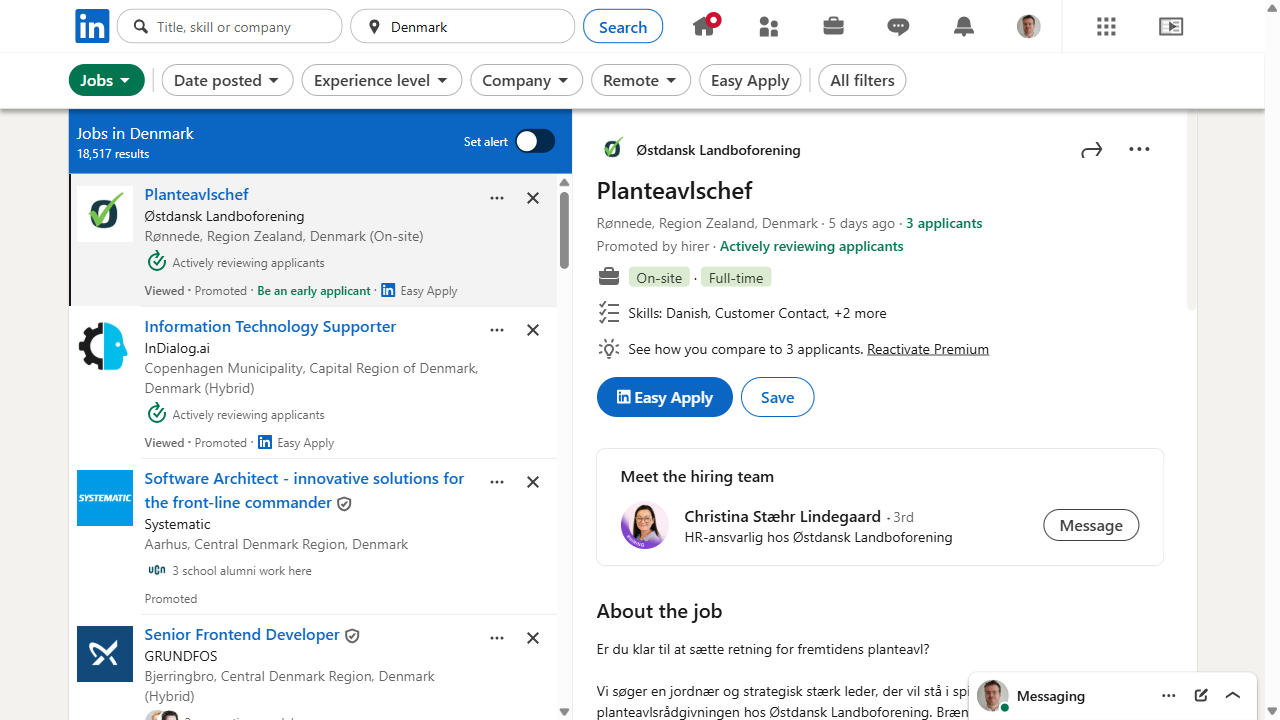 Title, skill or company
Denmark
Search
Jobs
Date posted
Experience level
Company
Remote
Easy Apply
All filters
Jobs in Denmark
18,517 results
Set alert
Planteavlschef
Østdansk Landboforening
Rønnede, Region Zealand, Denmark (On-site)
Actively reviewing applicants
Viewed · Promoted · Be an early applicant · Easy Apply
Information Technology Supporter
InDialog.ai
Copenhagen Municipality, Capital Region of Denmark,
Denmark (Hybrid)
Actively reviewing applicants
Viewed · Promoted · Easy Apply
SYSTEMATIC
Software Architect - innovative solutions for
the front-line commander
Systematic
Aarhus, Central Denmark Region, Denmark
ucn 3 school alumni work here
Promoted
Senior Frontend Developer
GRUNDFOS
Bjerringbro, Central Denmark Region, Denmark
(Hybrid)
Østdansk Landboforening
Planteavlschef
Rønnede, Region Zealand, Denmark · 5 days ago · 3 applicants
Promoted by hirer · Actively reviewing applicants
On-site · Full-time
Skills: Danish, Customer Contact, +2 more
See how you compare to 3 applicants. Reactivate Premium
Easy Apply
Save
Meet the hiring team
Christina Stæhr Lindegaard · 3rd
HR-ansvarlig hos Østdansk Landboforening
Message
About the job
Er du klar til at sætte retning for fremtidens planteavl?
Vi søger en jordnær og strategisk stærk leder, der vil stå i
planteavlsrådgivningen hos Østdansk Landboforening.
Messaging